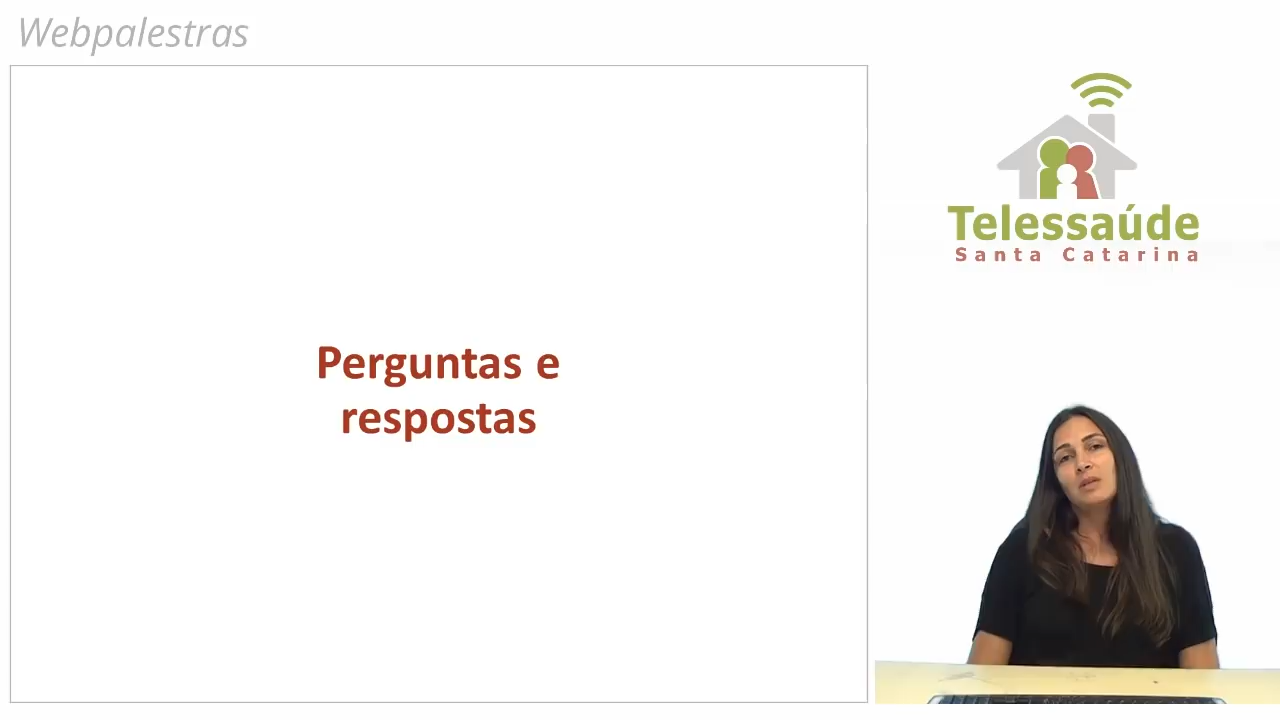 Webpalestras
Telessaúde
Santa Catarina
Perguntas e
respostas